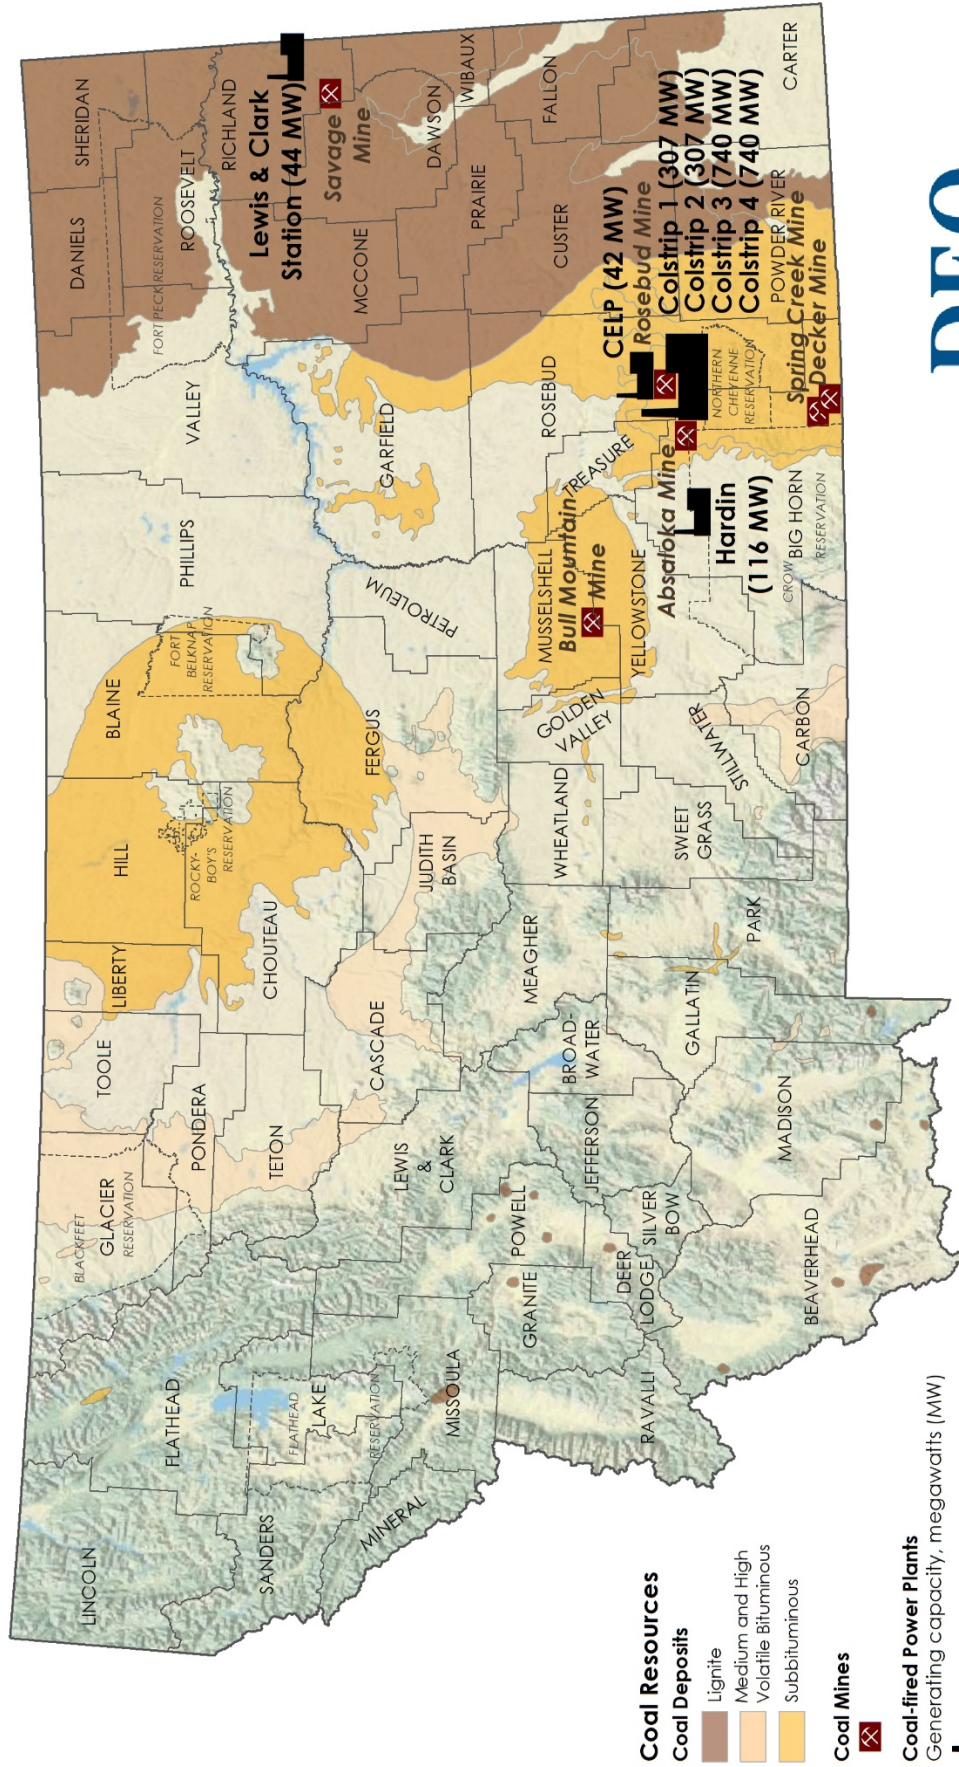 LINCOLN
FLATHEAD
GLACIER
BLACKFEET
RESERVATION
TOOLE
LIBERTY
HILL
BLAINE
PHILLIPS
VALLEY
DANIELS
SHERIDAN
FORT PECK RESERVATION
ROOSEVELT
RICHLAND
ROCKY-
BOY'S
RESERVATION
FORT
BELKNAP
RESERVATION
PONDERA
TETON
CHOUTEAU
SANDERS
FLATHEAD
LAKE
RESERVATION
MINERAL
MISSOULA
LEWIS
&
CLARK
CASCADE
JUDITH
BASIN
FERGUS
PETROLEUM
GARFIELD
MCCONE
Lewis & Clark
Station (44 MW)
Savage
Mine
DAWSON
WIBAUX
PRAIRIE
FALLON
CUSTER
CARTER
POWELL
GRANITE
RAVALLI
DEER
LODGE
SILVER
BOW
JEFFERSON
BROAD-
WATER
MEAGHER
WHEATLAND
GOLDEN
VALLEY
MUSSELSHELL
Bull Mountain
Mine
YELLOWSTONE
TREASURE
ROSEBUD
CELP (42 MW)
Rosebud Mine
Colstrip 1 (307 MW)
Colstrip 2 (307 MW)
Colstrip 3 (740 MW)
Colstrip 4 (740 MW)
Absaloka Mine
Hardin
(116 MW)
NORTHERN
CHEYENNE
RESERVATION
POWDER RIVER
Spring Creek Mine
Decker Mine
BIG HORN
CROW
RESERVATION
BEAVERHEAD
MADISON
GALLATIN
PARK
SWEET
GRASS
STILLWATER
CARBON
Coal Resources
Coal Deposits
Lignite
Medium and High
Volatile Bituminous
Subbituminous
Coal Mines
Coal-fired Power Plants
Generating capacity, megawatts (MW)